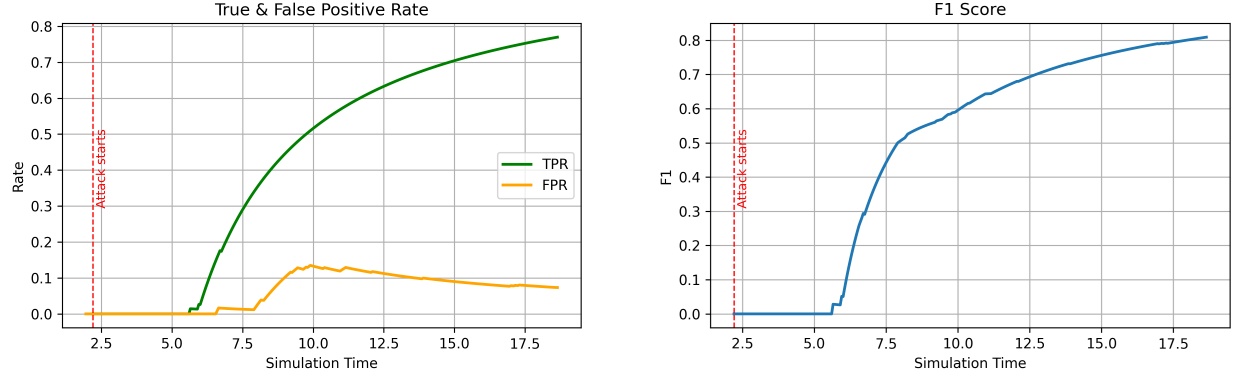 True & False Positive Rate
0.8
0.7
0.6
0.5
0.4
0.3
0.2
0.1
0.0
Rate
Attack starts
TPR
FPR
2.5 5.0 7.5 10.0 12.5 15.0 17.5
Simulation Time
F1 Score
0.8
0.7
0.6
0.5
0.4
0.3
0.2
0.1
0.0
F1
Attack starts
2.5 5.0 7.5 10.0 12.5 15.0 17.5
Simulation Time